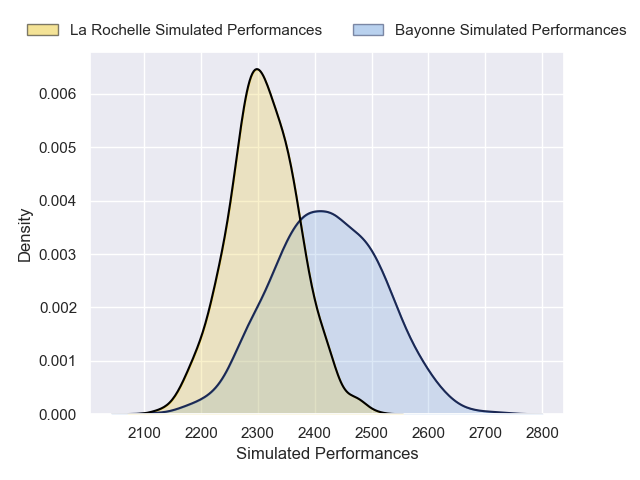 La Rochelle Simulated Performances Bayonne Simulated Performances
0.006
0.005
0.004
0.003
0.002
0.001
0.000
Density
2100 2200 2300 2400 2500 2600 2700 2800
Simulated Performances